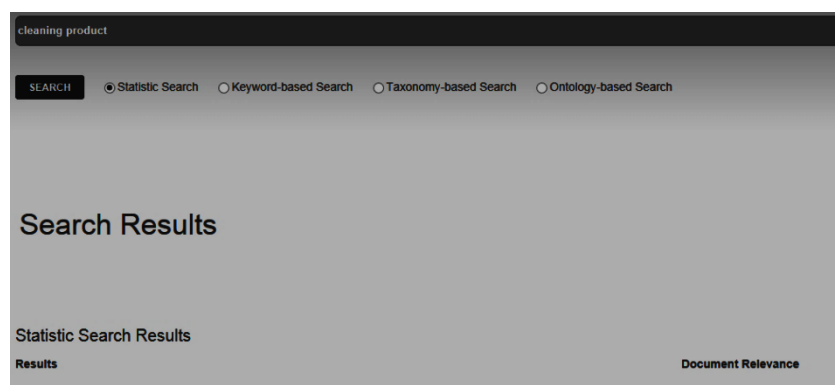 cleaning product
SEARCH Statistic Search Keyword-based Search Taxonomy-based Search Ontology-based Search
Search Results
Statistic Search Results
Results Document Relevance